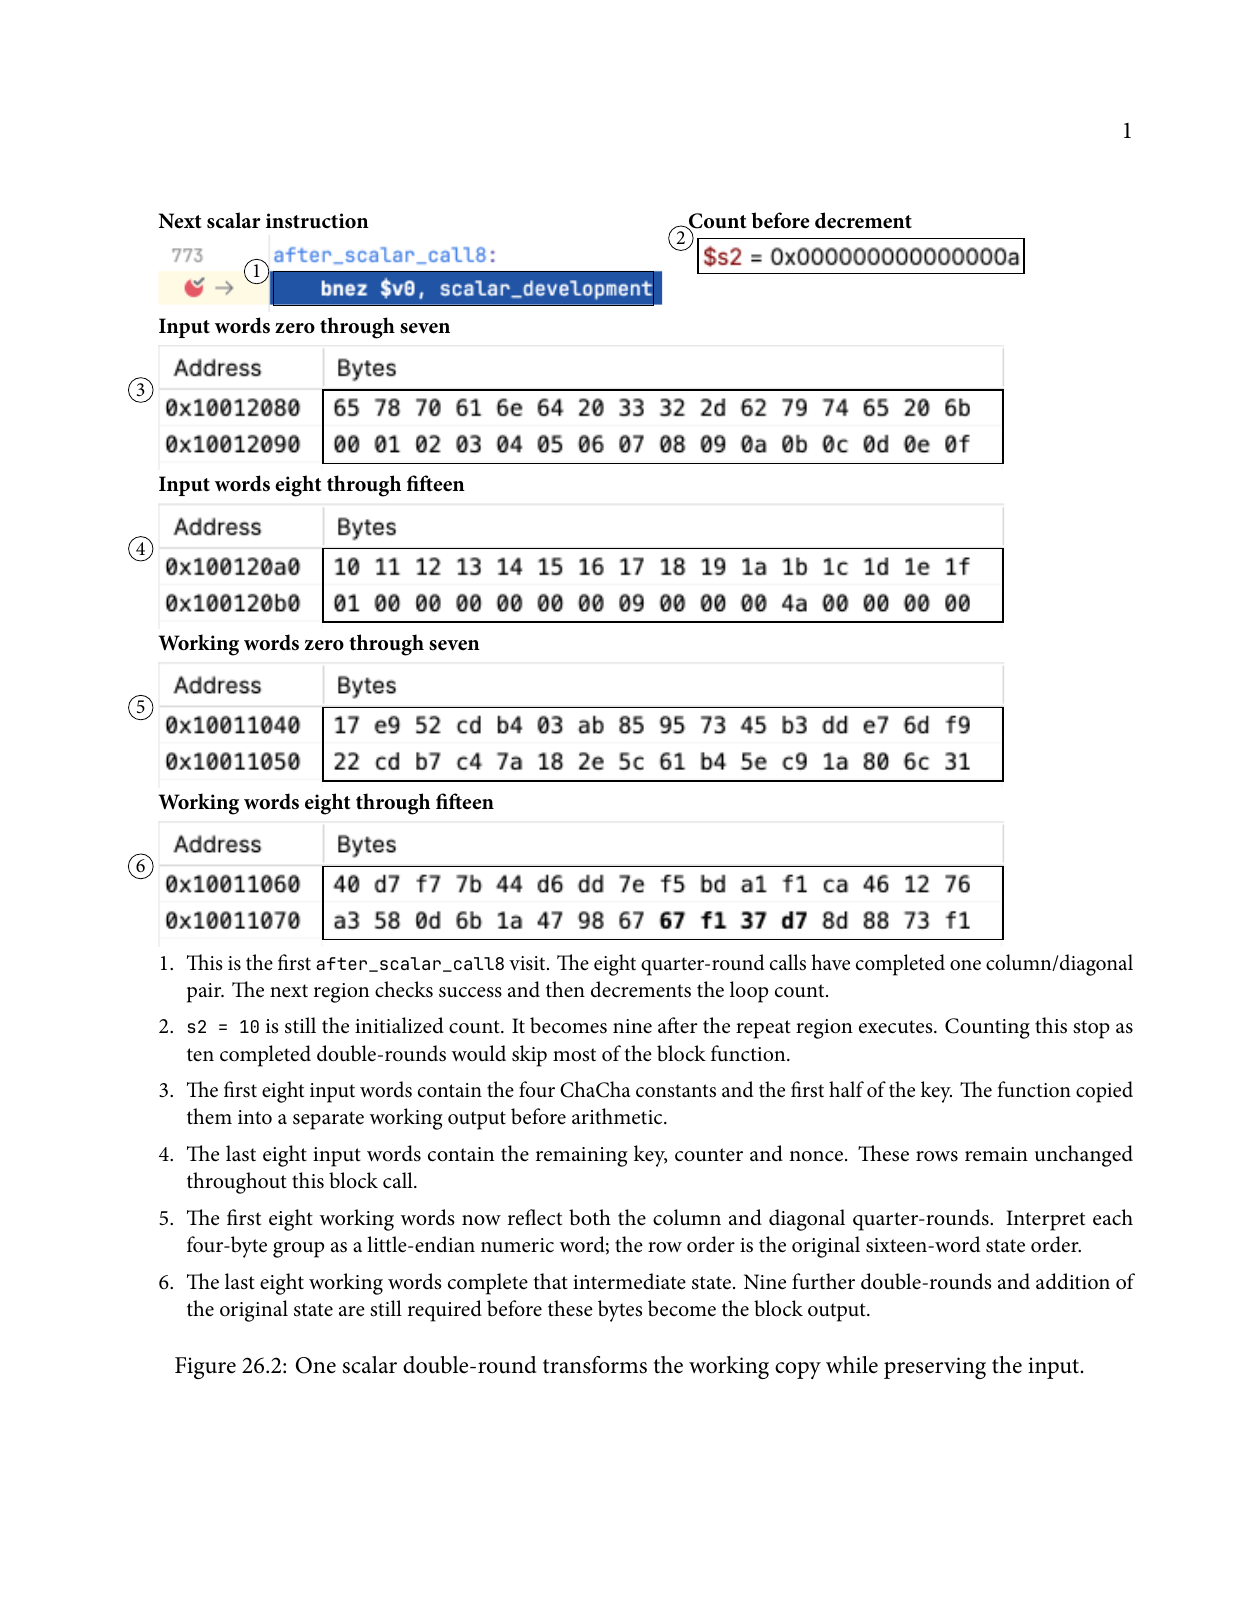 1
Next scalar instruction
Count before decrement
773 after_scalar_call8:
1
bnez $v0, scalar_development
2
$s2 = 0x000000000000000a
Input words zero through seven
Address Bytes
3
0x10012080 65 78 70 61 6e 64 20 33 32 2d 62 79 74 65 20 6b
0x10012090 00 01 02 03 04 05 06 07 08 09 0a 0b 0c 0d 0e 0f
Input words eight through fifteen
Address Bytes
4
0x100120a0 10 11 12 13 14 15 16 17 18 19 1a 1b 1c 1d 1e 1f
0x100120b0 01 00 00 00 00 00 00 09 00 00 00 4a 00 00 00 00
Working words zero through seven
Address Bytes
5
0x10011040 17 e9 52 cd b4 03 ab 85 95 73 45 b3 dd e7 6d f9
0x10011050 22 cd b7 c4 7a 18 2e 5c 61 b4 5e c9 1a 80 6c 31
Working words eight through fifteen
Address Bytes
6
0x10011060 40 d7 f7 7b 44 d6 dd 7e f5 bd a1 f1 ca 46 12 76
0x10011070 a3 58 0d 6b 1a 47 98 67 67 f1 37 d7 8d 88 73 f1
1. This is the first after_scalar_call8 visit. The eight quarter-round calls have completed one column/diagonal
pair. The next region checks success and then decrements the loop count.
2. s2 = 10 is still the initialized count. It becomes nine after the repeat region executes. Counting this stop as
ten completed double-rounds would skip most of the block function.
3. The first eight input words contain the four ChaCha constants and the first half of the key. The function copied
them into a separate working output before arithmetic.
4. The last eight input words contain the remaining key, counter and nonce. These rows remain unchanged
throughout this block call.
5. The first eight working words now reflect both the column and diagonal quarter-rounds. Interpret each
four-byte group as a little-endian numeric word; the row order is the original sixteen-word state order.
6. The last eight working words complete that intermediate state. Nine further double-rounds and addition of
the original state are still required before these bytes become the block output.
Figure 26.2: One scalar double-round transforms the working copy while preserving the input.